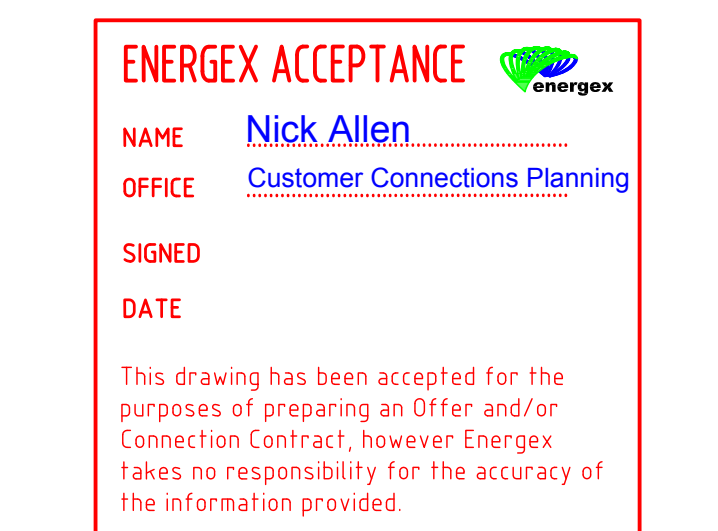 ENERGEX ACCEPTANCE
energex
NAME Nick Allen
OFFICE Customer Connections Planning
SIGNED
DATE
This drawing has been accepted for the
purposes of preparing an Offer and/or
Connection Contract, however Energex
takes no responsibility for the accuracy of
the information provided.